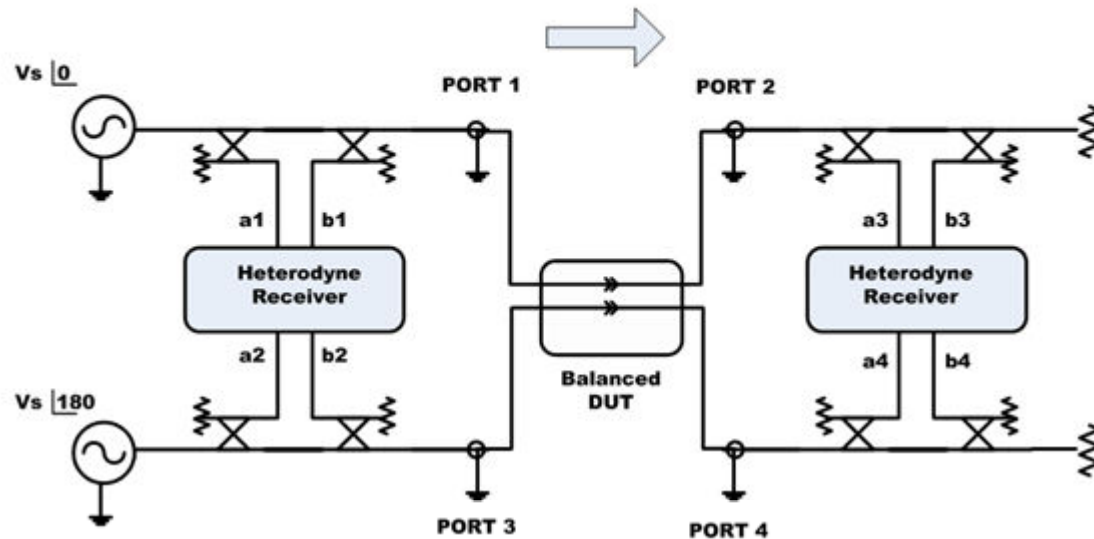 Vs 0
PORT 1
PORT 2
a1
b1
a3
b3
Heterodyne
Receiver
Heterodyne
Receiver
a2
b2
a4
b4
Balanced
DUT
Vs 180
PORT 3
PORT 4